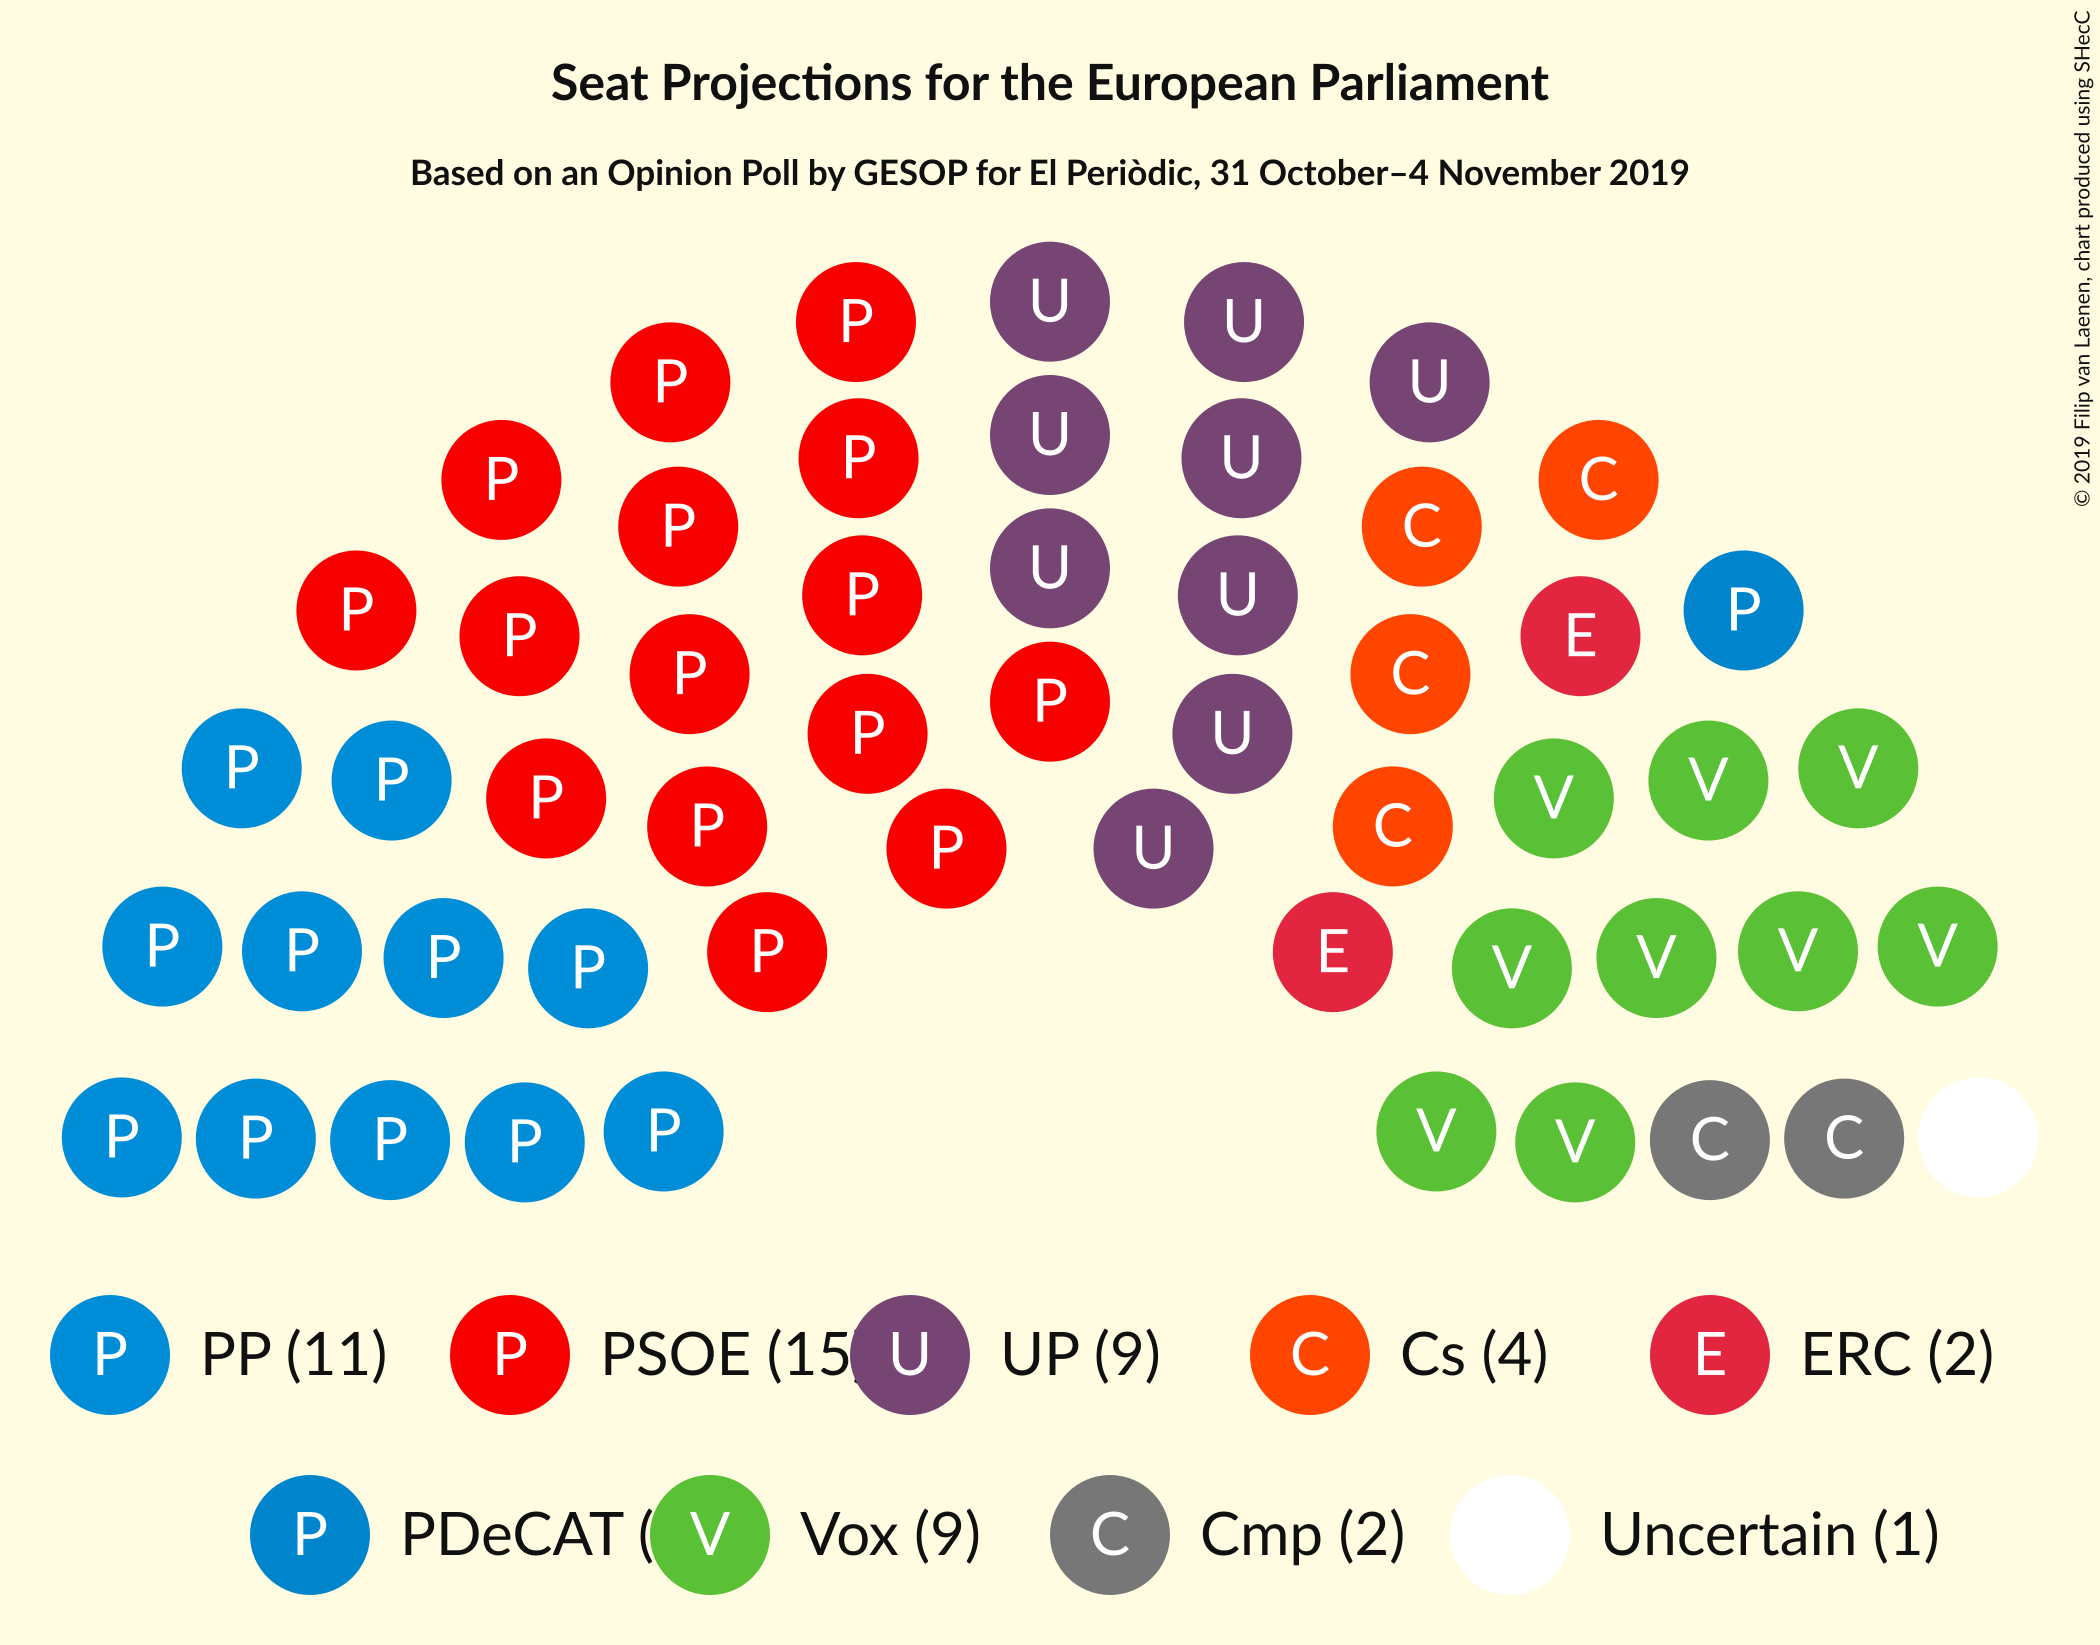 Seat Projections for the European Parliament
Based on an Opinion Poll by GESOP for El Periòdic, 31 October–4 November 2019
© 2019 Filip van Laenen, chart produced using SHecC
U
P U
P U U
P U
P P U C C
P
U
P P P U E P
P P C
P P U
P P P V V V
P C
P U
P P P P P E V V V V
P P P P P V V C C
P PP (11) P PSOE (15 U UP (9) C Cs (4) E ERC (2)
P PDeCAT ( V Vox (9) C Cmp (2) Uncertain (1)